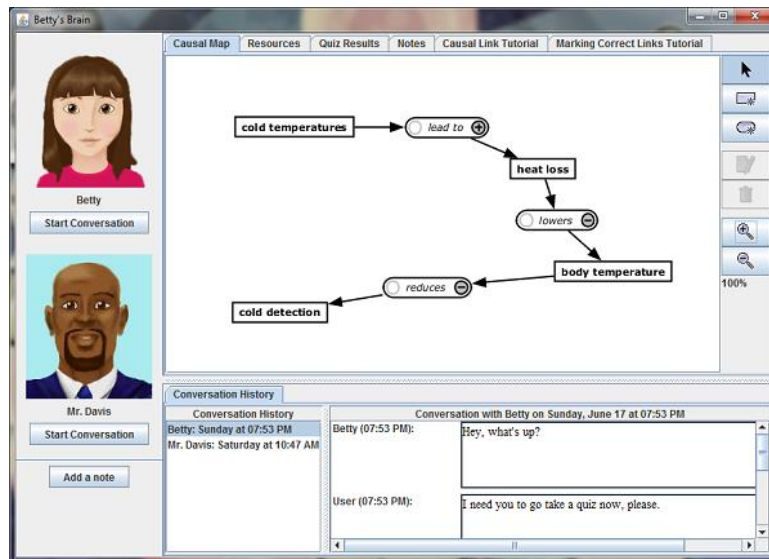 Betty's Brain
Causal Map Resources Quiz Results Notes Causal Link Tutorial Marking Correct Links Tutorial
cold temperatures
lead to
heat loss
lowers
body temperature
reduces
cold detection
100%
Betty
Start Conversation
Mr. Davis
Start Conversation
Add a note
Conversation History
Conversation History
Betty: Sunday at 07:53 PM
Mr. Davis: Saturday at 10:47 AM
Conversation with Betty on Sunday, June 17 at 07:53 PM
Betty (07:53 PM): Hey, what's up?
User (07:53 PM): I need you to go take a quiz now, please.